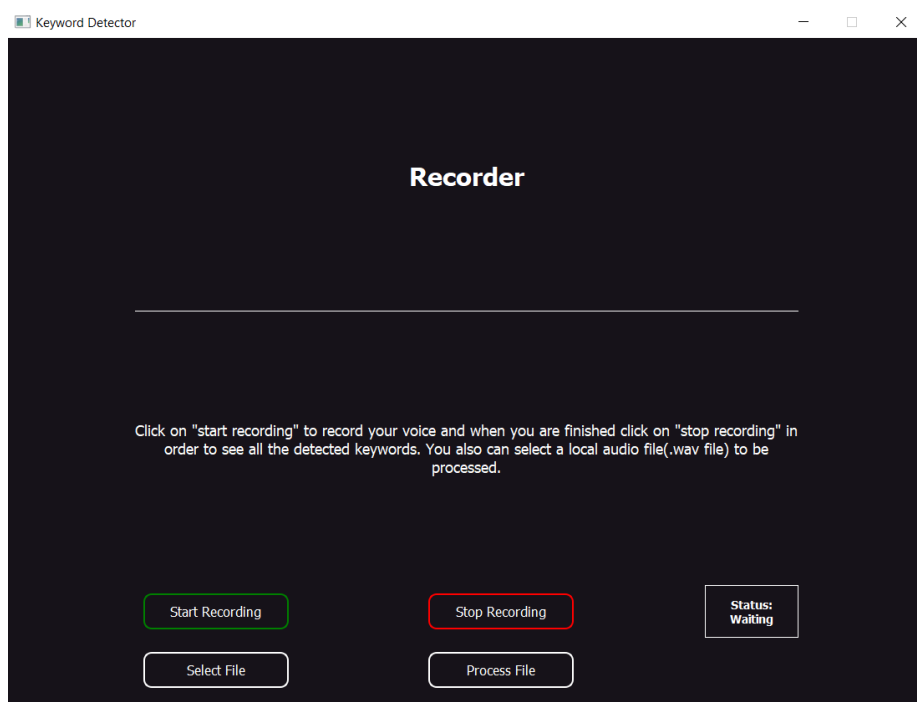 Keyword Detector
Recorder
Click on "start recording" to record your voice and when you are finished click on "stop recording" in
order to see all the detected keywords. You also can select a local audio file(.wav file) to be
processed.
Start Recording
Stop Recording
Status:
Waiting
Select File
Process File